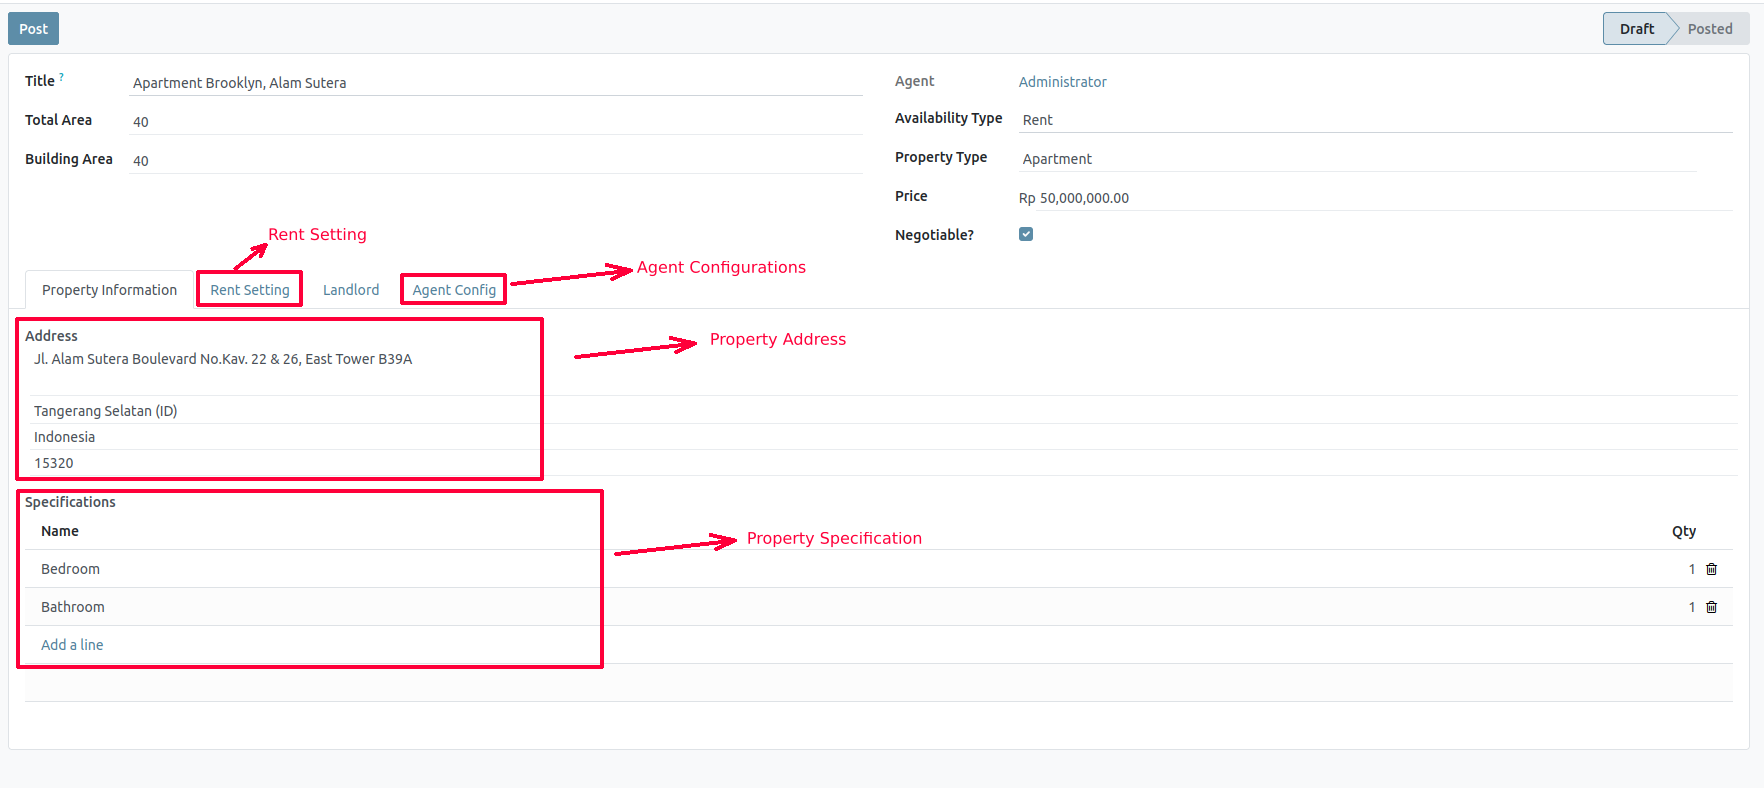 Post
Draft Posted
Title ? Apartment Brooklyn, Alam Sutera
Total Area 40
Building Area 40
Agent Administrator
Availability Type Rent
Property Type Apartment
Price Rp 50,000,000.00
Negotiable?
Rent Setting
Agent Configurations
Property Information Rent Setting Landlord Agent Config
Address
Jl. Alam Sutera Boulevard No.Kav. 22 & 26, East Tower B39A
Tangerang Selatan (ID)
Indonesia
15320
Property Address
Specifications
Name Qty
Property Specification
Bedroom 1
Bathroom 1
Add a line